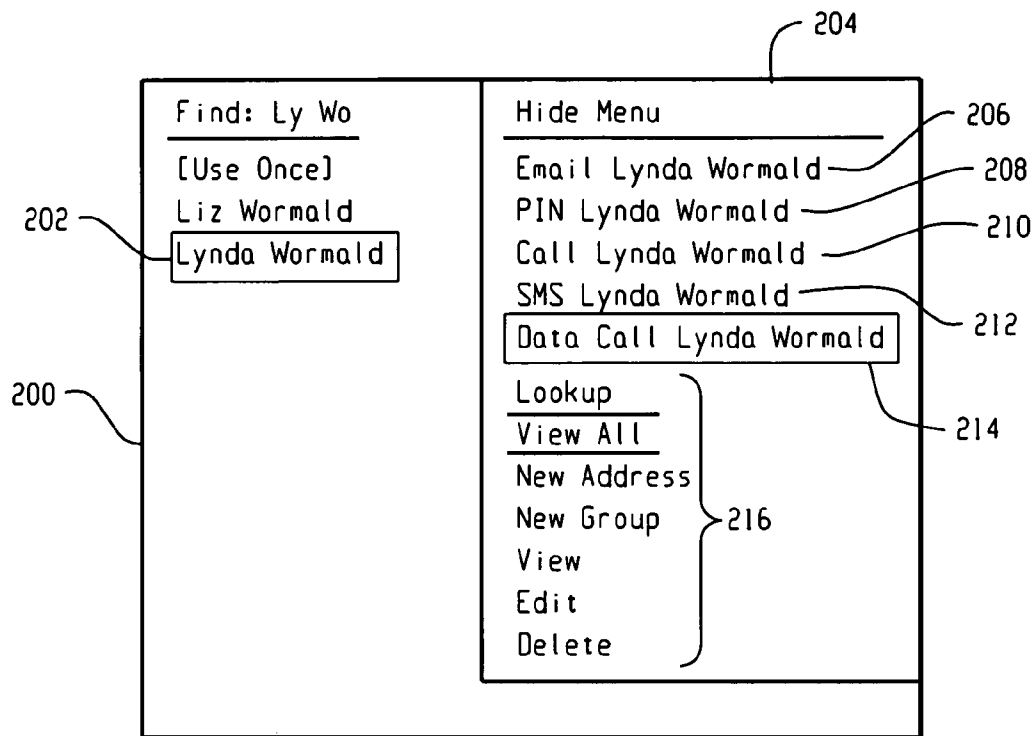 204
Find: Ly Wo
[Use Once]
Liz Wormald
Lynda Wormald
202
200
Hide Menu
Email Lynda Wormald
206
PIN Lynda Wormald
208
Call Lynda Wormald
210
SMS Lynda Wormald
212
Data Call Lynda Wormald
214
Lookup
View All
New Address
New Group
216
View
Edit
Delete